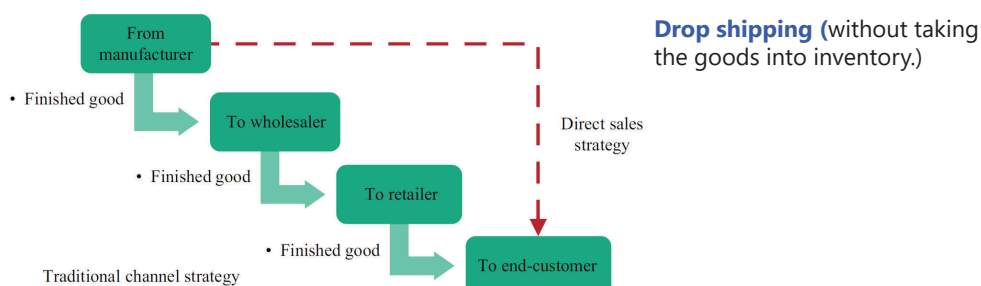 From
manufacturer
Drop shipping (without taking
the goods into inventory.)
• Finished good
To wholesaler
Direct sales
strategy
• Finished good
To retailer
• Finished good
To end-customer
Traditional channel strategy